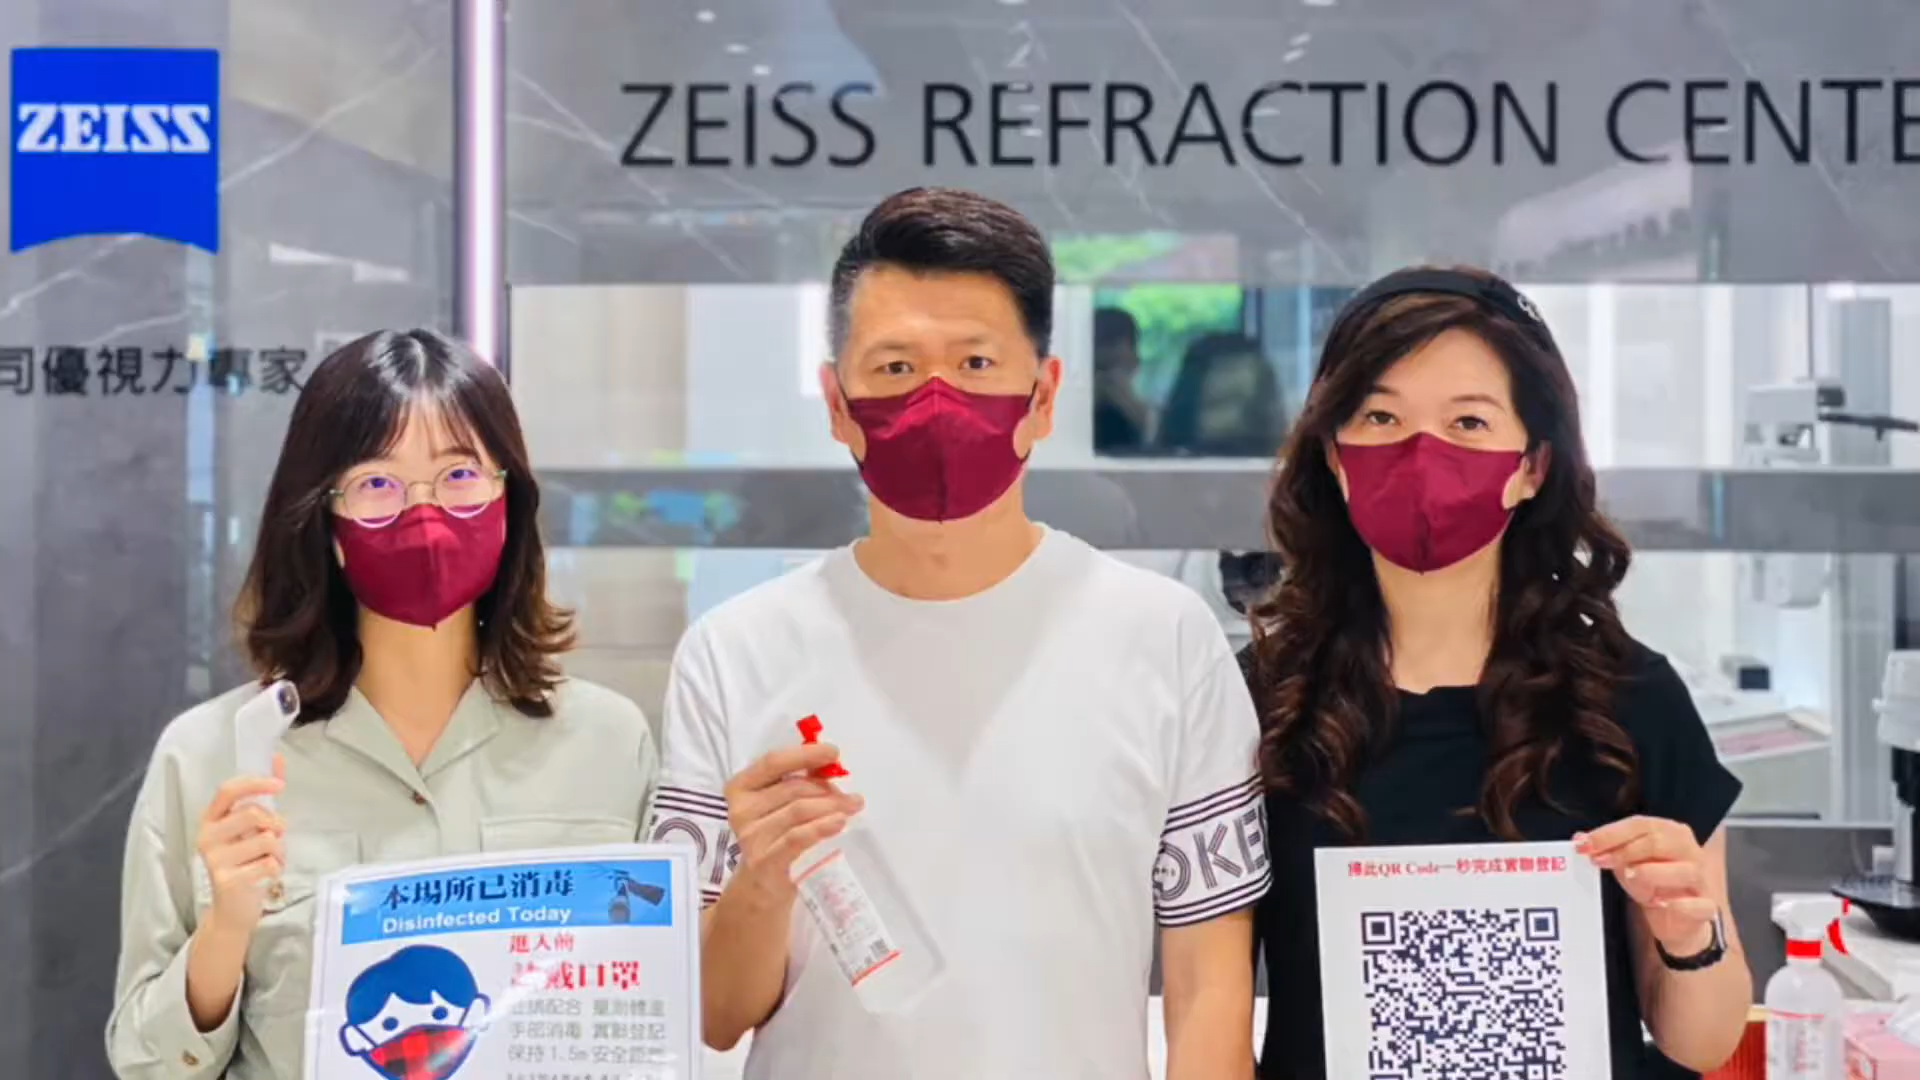 ZEISS
ZEISS REFRACTION CENTE
司優視力專家
本場所已消毒
Disinfected Today
進入前
請戴口罩
並請配合 量測體溫
手部消毒 實聯登記
保持1.5m安全距離
掃此QR Code一秒完成實聯登記